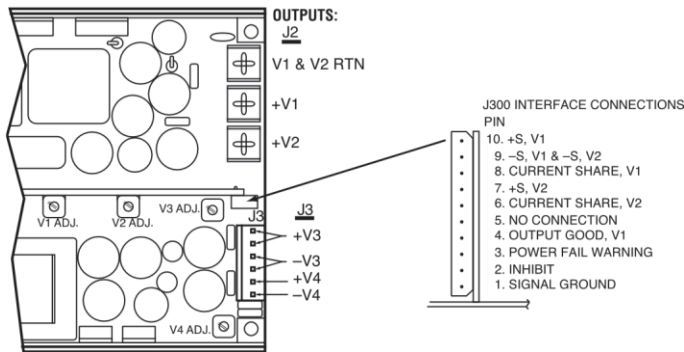 OUTPUTS:
J2
V1 & V2 RTN
+V1
+V2
V1 ADJ.
V2 ADJ.
V3 ADJ.
J3
J3
+V3
–V3
+V4
–V4
V4 ADJ.
J300 INTERFACE CONNECTIONS
PIN
10. +S, V1
9. –S, V1 & –S, V2
8. CURRENT SHARE, V1
7. +S, V2
6. CURRENT SHARE, V2
5. NO CONNECTION
4. OUTPUT GOOD, V1
3. POWER FAIL WARNING
2. INHIBIT
1. SIGNAL GROUND